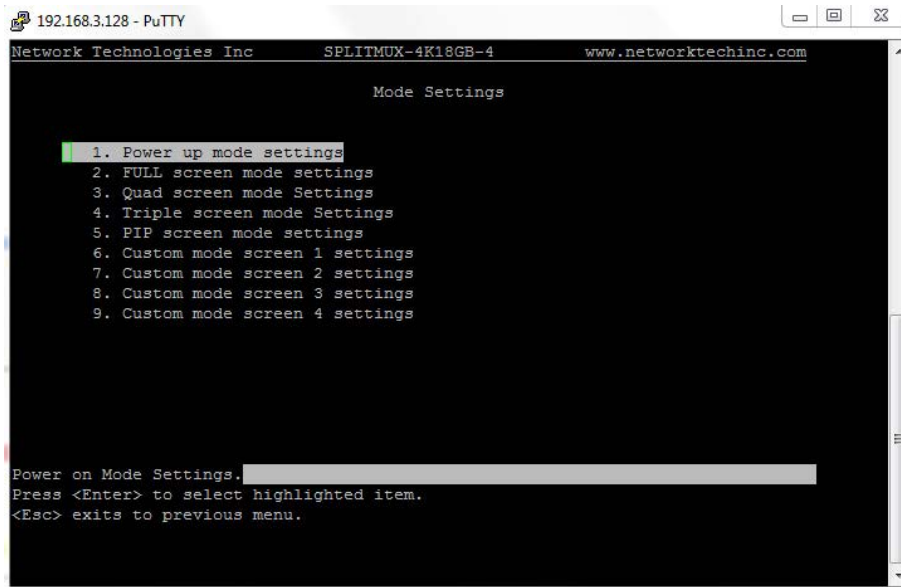 192.168.3.128 - PuTTY
Network Technologies Inc SPLITMUX-4K18GB-4 www.networktechinc.com
Mode Settings
1. Power up mode settings
2. FULL screen mode settings
3. Quad screen mode Settings
4. Triple screen mode Settings
5. PIP screen mode settings
6. Custom mode screen 1 settings
7. Custom mode screen 2 settings
8. Custom mode screen 3 settings
9. Custom mode screen 4 settings
Power on Mode Settings.
Press <Enter> to select highlighted item.
<Esc> exits to previous menu.